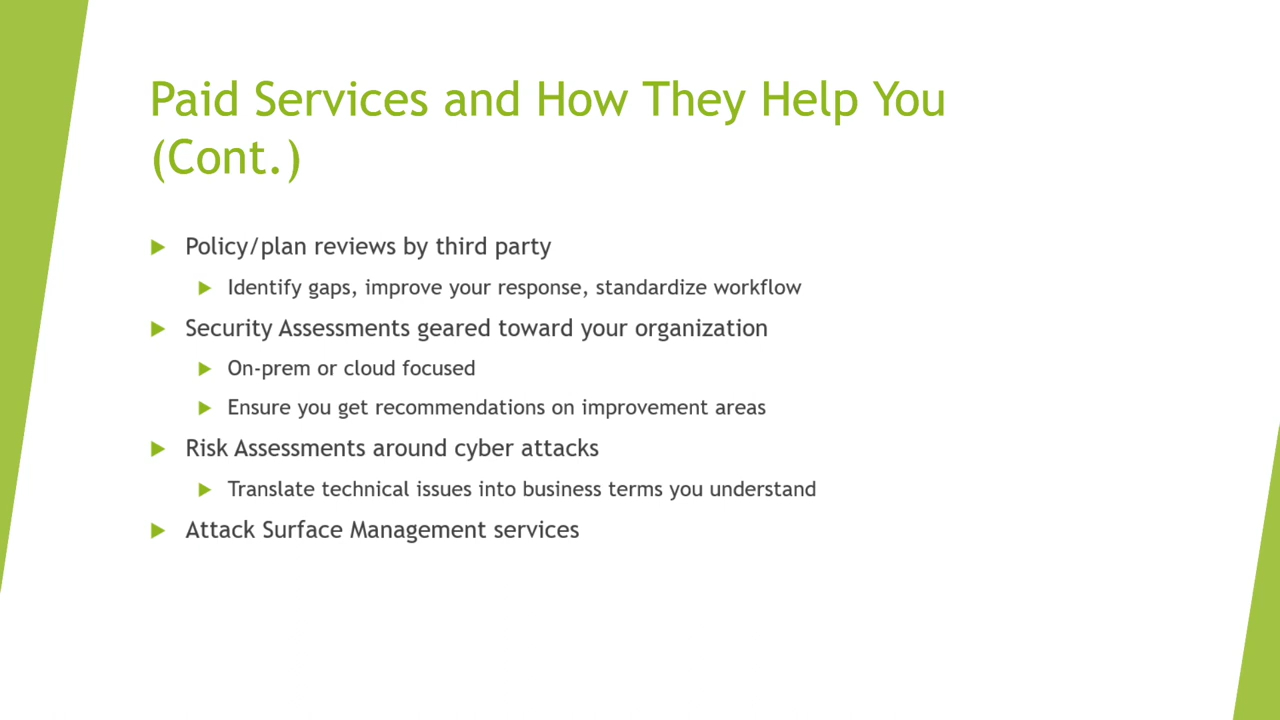 Paid Services and How They Help You
(Cont.)
Policy/plan reviews by third party
Identify gaps, improve your response, standardize workflow
Security Assessments geared toward your organization
On-prem or cloud focused
Ensure you get recommendations on improvement areas
Risk Assessments around cyber attacks
Translate technical issues into business terms you understand
Attack Surface Management services